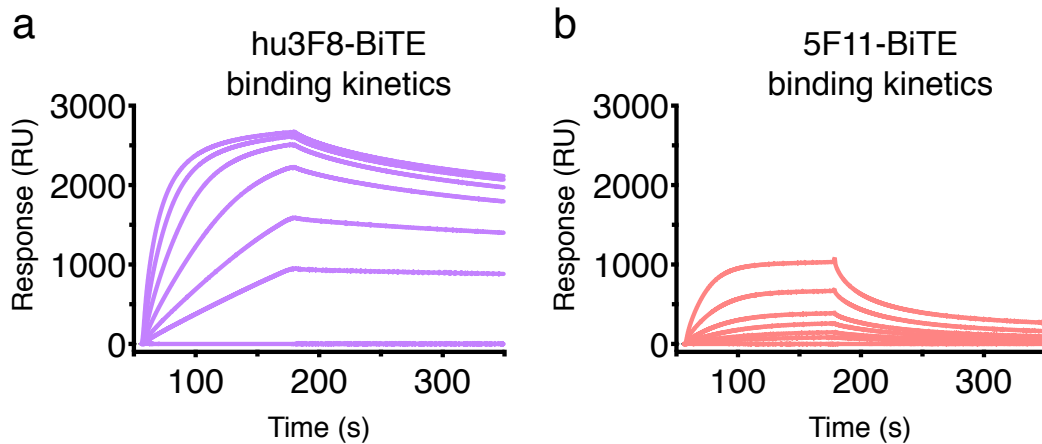 a
hu3F8-BiTE
binding kinetics
3000
2000
1000
0
Response (RU)
100
200
300
Time (s)
b
5F11-BiTE
binding kinetics
3000
2000
1000
0
Response (RU)
100
200
300
Time (s)